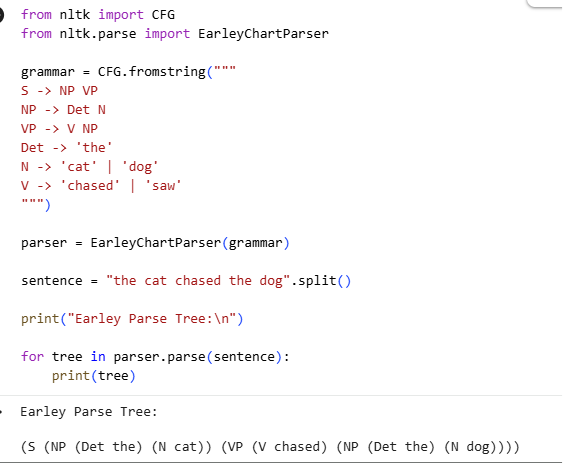 from nltk import CFG
from nltk.parse import EarleyChartParser

grammar = CFG.fromstring("""
S -> NP VP
NP -> Det N
VP -> V NP
Det -> 'the'
N -> 'cat' | 'dog'
V -> 'chased' | 'saw'
""")

parser = EarleyChartParser(grammar)

sentence = "the cat chased the dog".split()

print("Earley Parse Tree:\n")

for tree in parser.parse(sentence):
    print(tree)

Earley Parse Tree:

(S (NP (Det the) (N cat)) (VP (V chased) (NP (Det the) (N dog))))